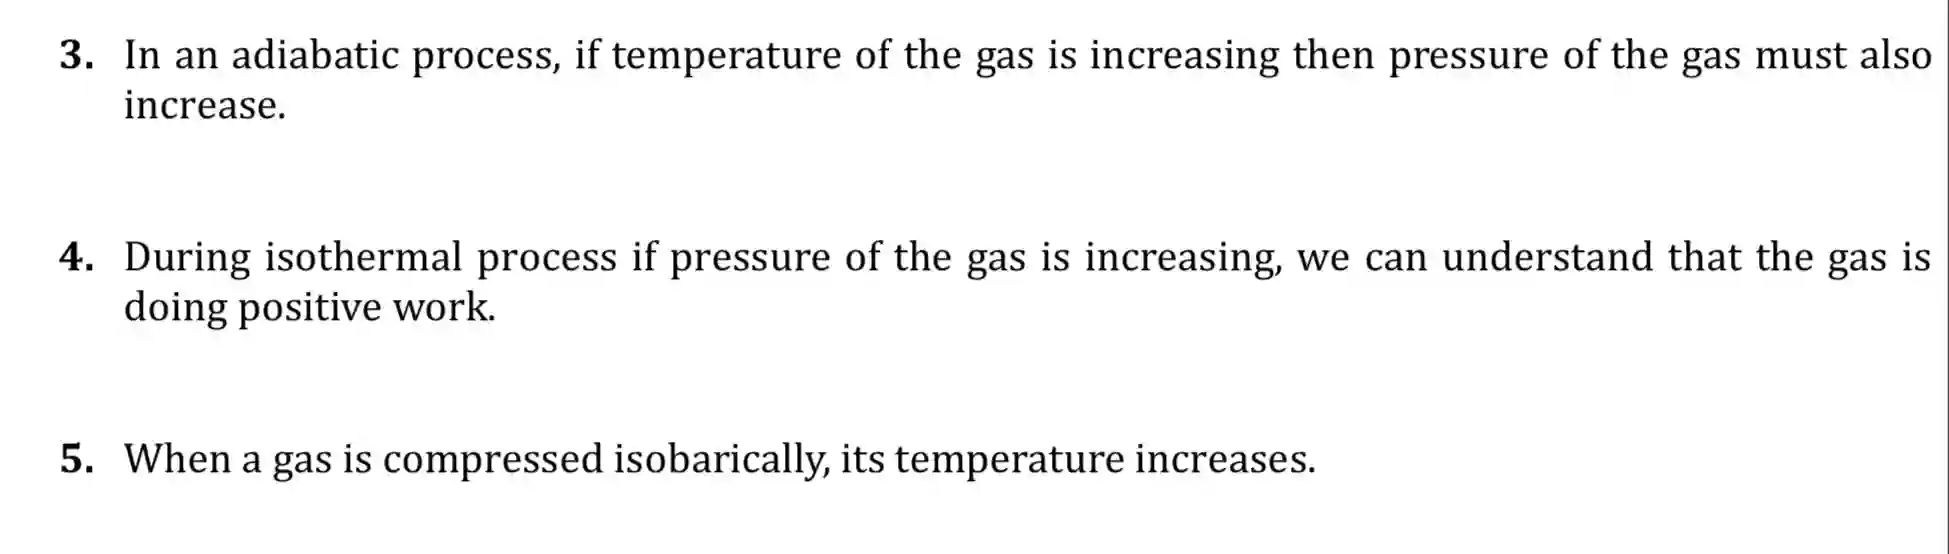 3. In an adiabatic process, if temperature of the gas is increasing then pressure of the gas must also
increase.
4. During isothermal process if pressure of the gas is increasing, we can understand that the gas is
doing positive work.
5. When a gas is compressed isobarically, its temperature increases.